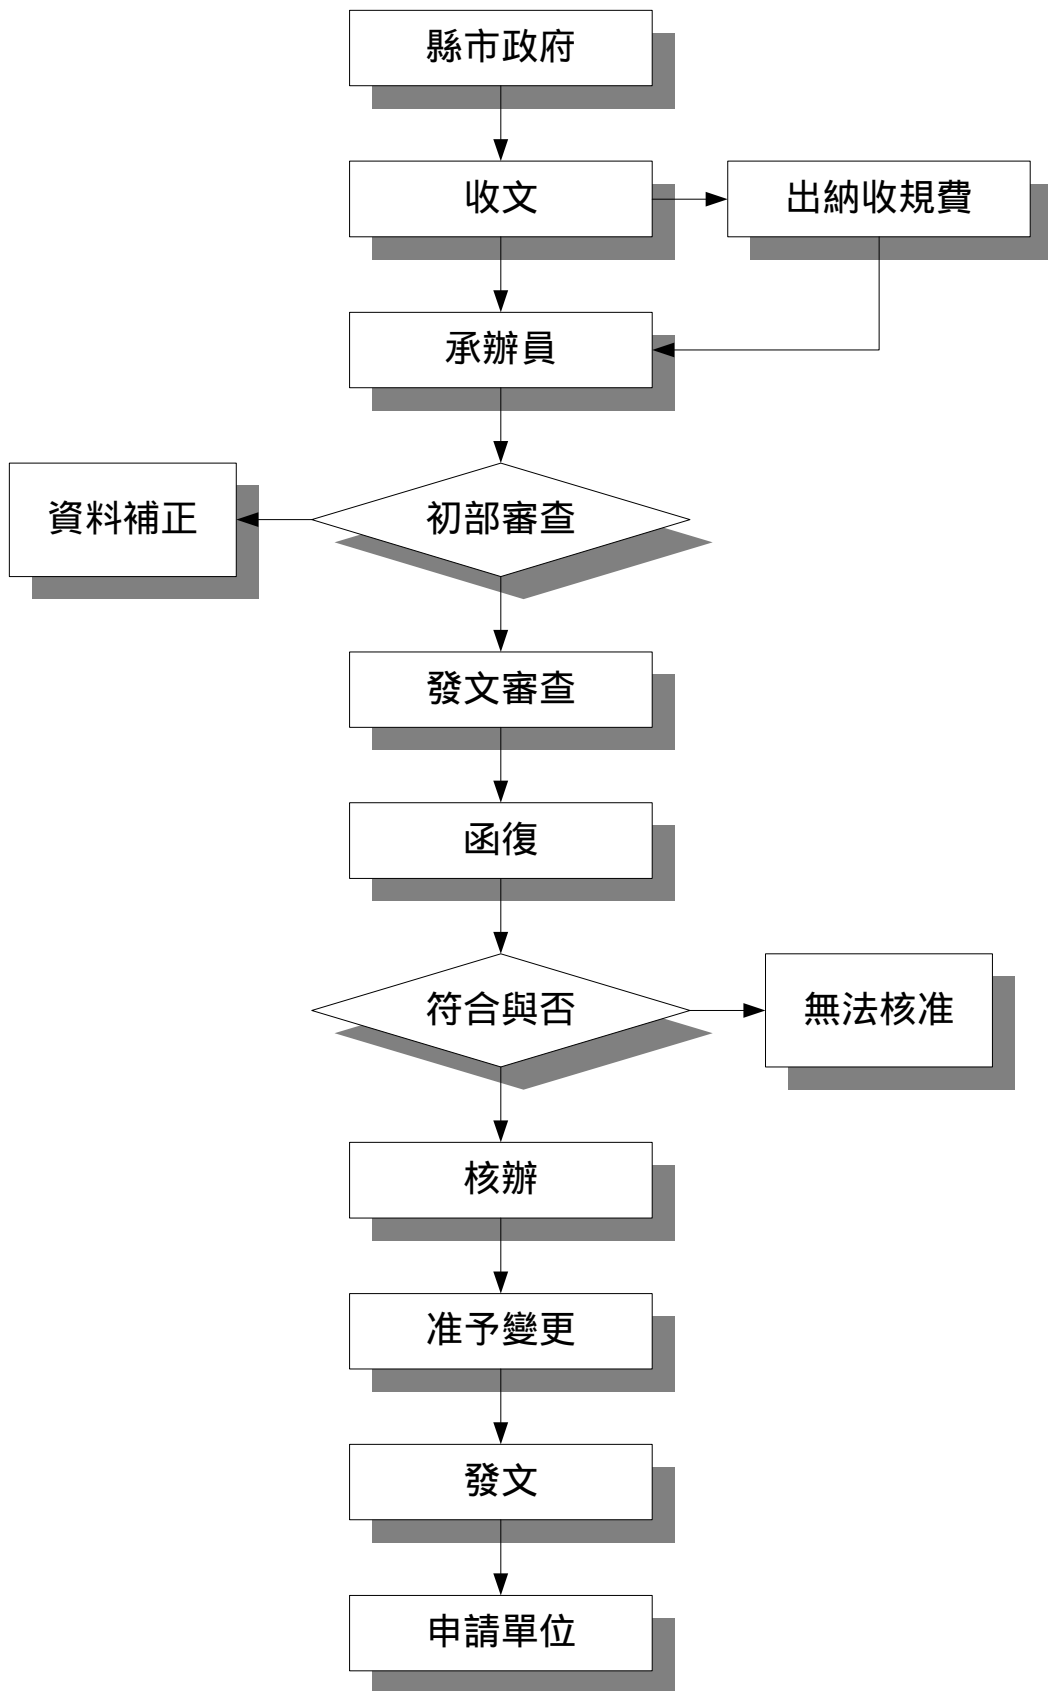 縣市政府
收文
出納收規費
承辦員
資料補正
初部審查
發文審查
函復
符合與否
無法核准
核辦
准予變更
發文
申請單位